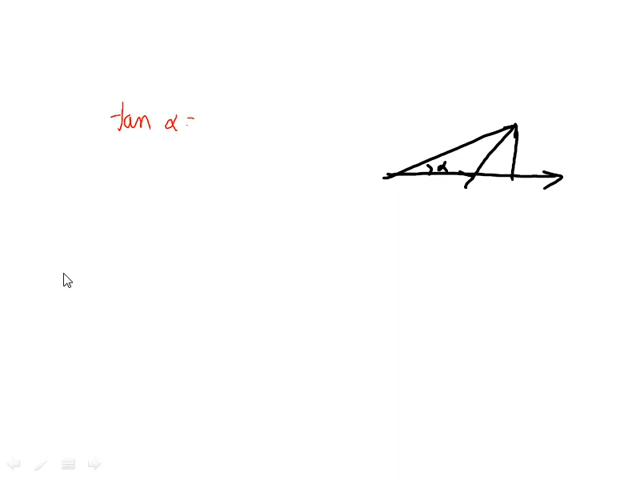 tan α =
α